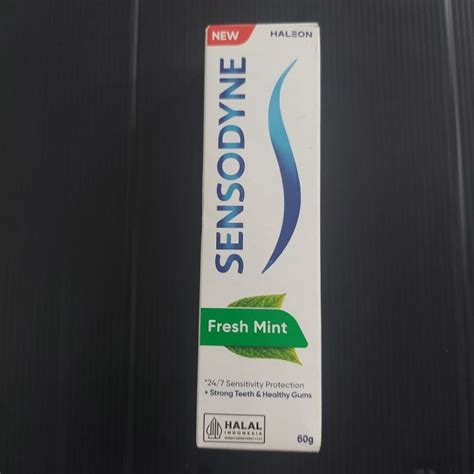 NEW
HALEON
SENSODYNE
Fresh Mint
*24/7 Sensitivity Protection
+ Strong Teeth & Healthy Gums
HALAL
INDONESIA
60g